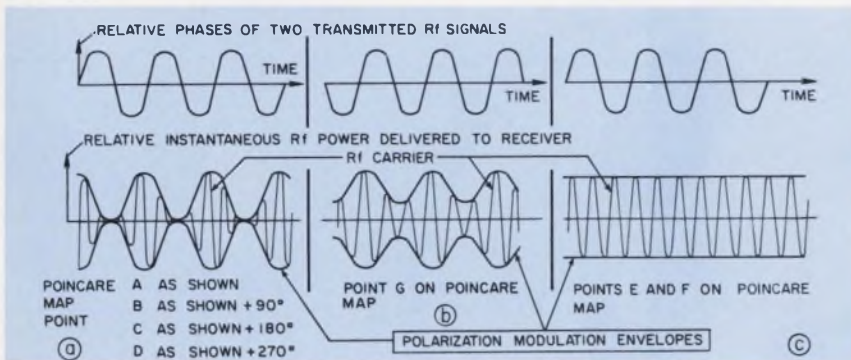 RELATIVE PHASES OF TWO TRANSMITTED Rf SIGNALS
TIME
TIME
TIME
RELATIVE INSTANTANEOUS Rf POWER DELIVERED TO RECEIVER
Rf CARRIER
POINCARE A AS SHOWN
MAP B AS SHOWN +90°
POINT C AS SHOWN +180°
D AS SHOWN +270°
a
POINT G ON POINCARE
MAP
b
POINTS E AND F ON POINCARE
MAP
POLARIZATION MODULATION ENVELOPES
c